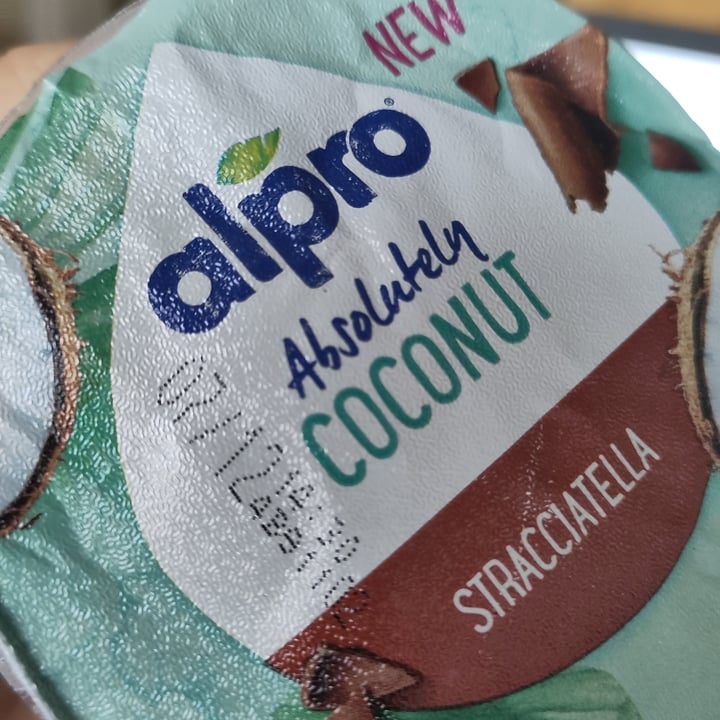 NEW
alpro®
Absolutely
COCONUT
STRACCIATELLA